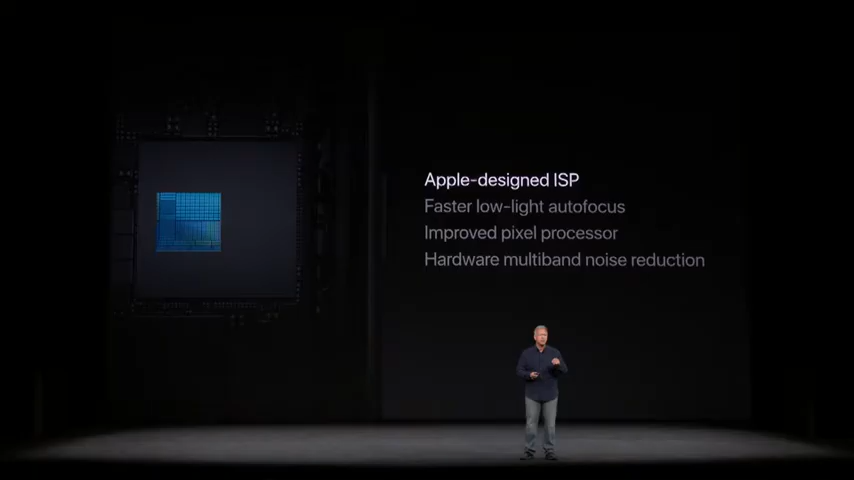 Apple-designed ISP
Faster low-light autofocus
Improved pixel processor
Hardware multiband noise reduction